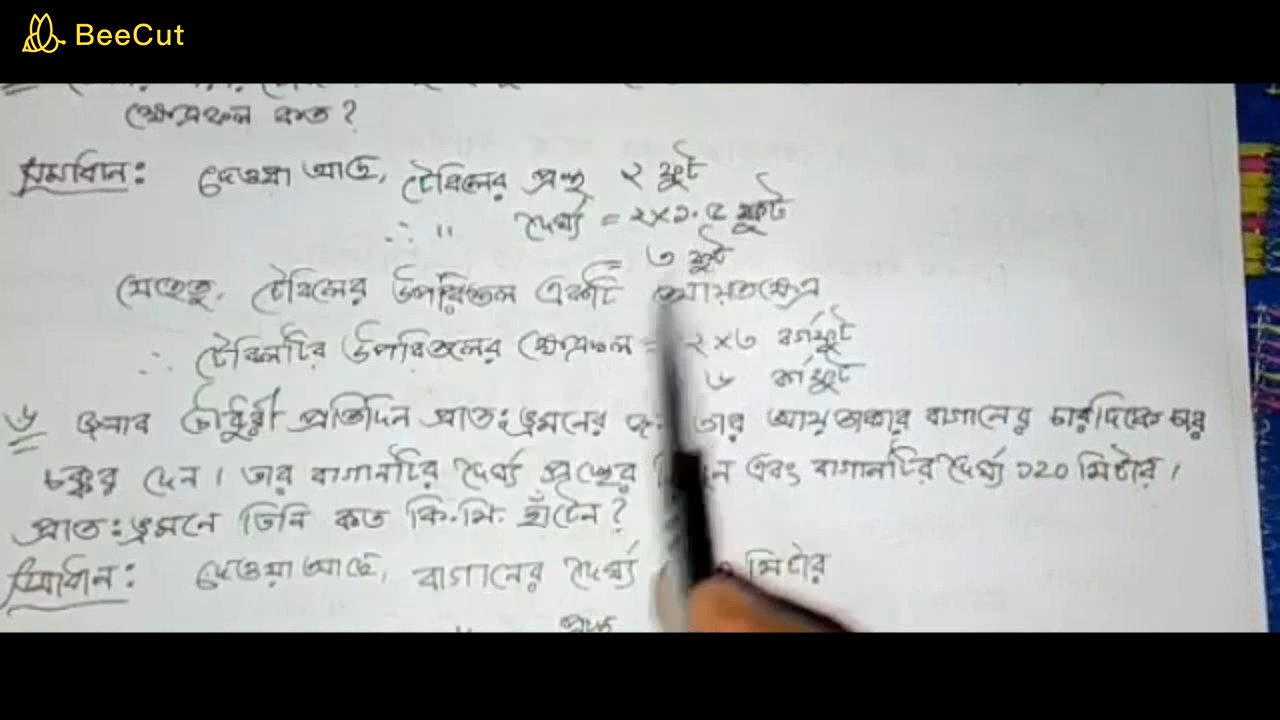 BeeCut
ক্ষেত্রফল কত?
সমাধান: দেওয়া আছে, টেবিলের প্রস্থ ২ ফুট
∴ " দৈর্ঘ্য = ২×১.৫ ফুট
= ৩ ফুট
যেহেতু, টেবিলের উপরিতল একটি আয়তক্ষেত্র
∴ টেবিলটির উপরিতলের ক্ষেত্রফল = ২×৩ বর্গফুট
৬ বর্গফুট
৬ জনাব চৌধুরী প্রতিদিন প্রাত:ভ্রমনের তার আয়তাকার বাগানের চারদিকে চার
চক্কর দেন। তার বাগানটির দৈর্ঘ্য প্রস্থের এবং বাগানটির দৈর্ঘ্য ১২০ মিটার।
প্রাত:ভ্রমনে তিনি কত কি.মি. হাঁটেন?
সমাধান: দেওয়া আছে, বাগানের দৈর্ঘ্য মিটার
" প্রস্থ